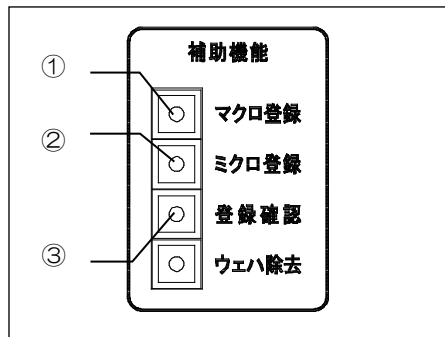 補助機能
① マクロ登録
② ミクロ登録
③ 登録確認
ウェハ除去